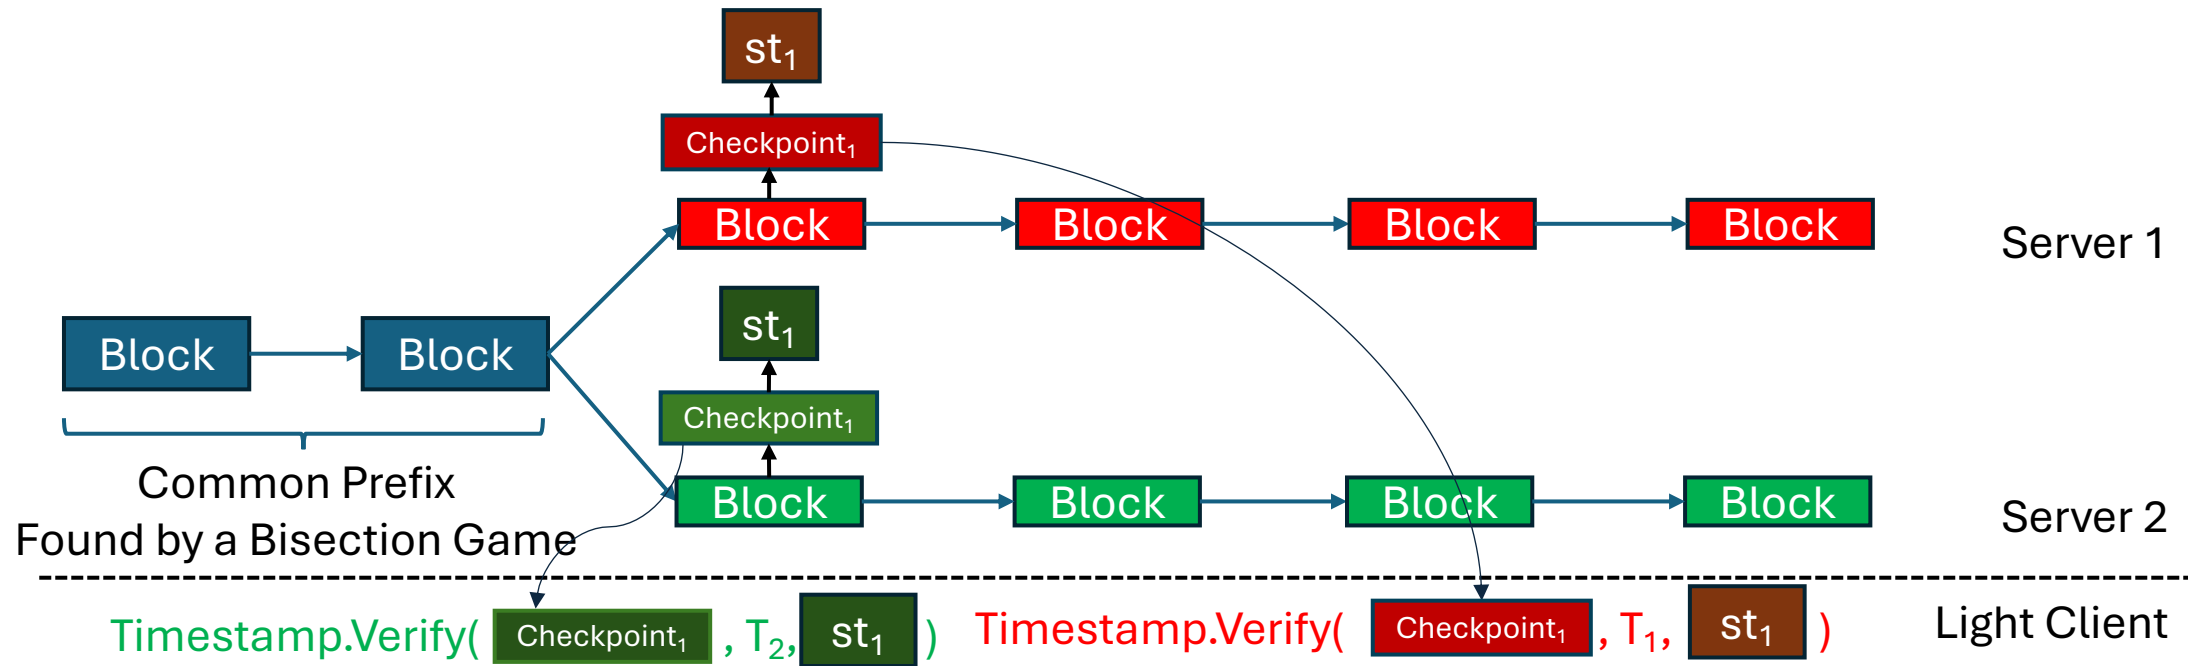 st₁
Checkpoint₁
Block Block Block Block
Server 1
st₁
Block Block
Checkpoint₁
Block Block Block Block
Server 2
Common Prefix
Found by a Bisection Game
Timestamp.Verify( Checkpoint₁ , T₂, st₁ ) Timestamp.Verify( Checkpoint₁ , T₁, st₁ )
Light Client